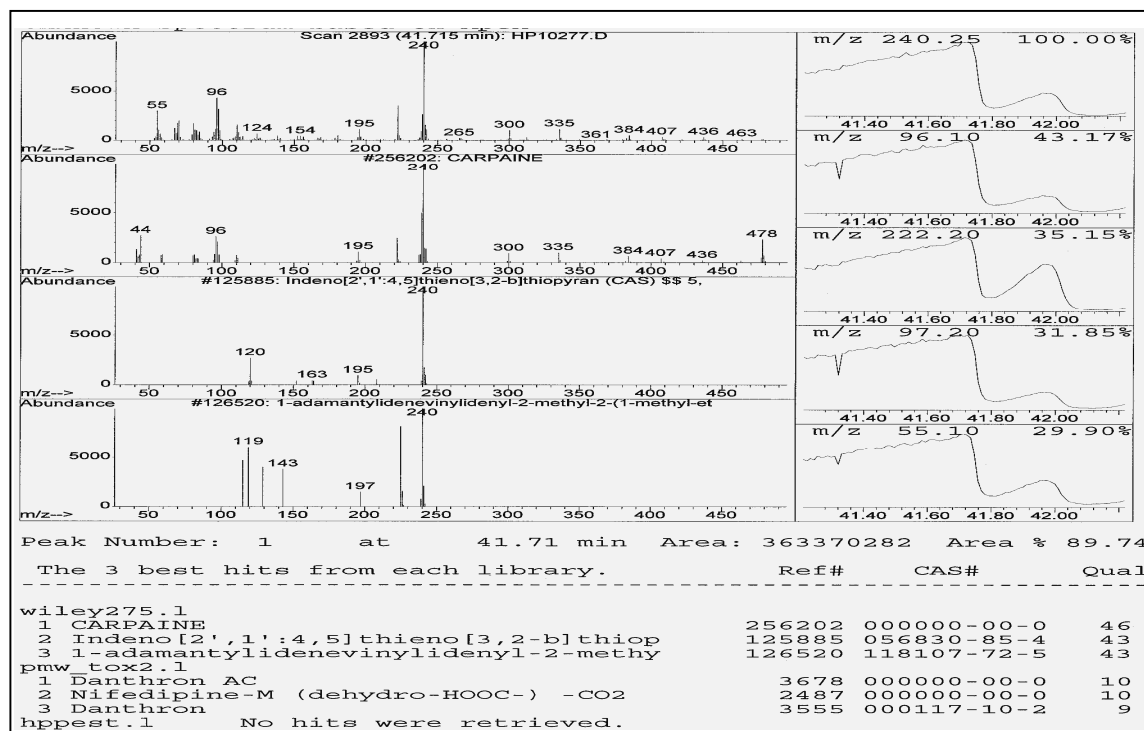 Abundance
Scan 2893 (41.715 min): HP10277.D
240
5000
55
96
124
154
195
265
300
335
361
384
407
436
463
0
m/z-->
50
100
150
200
250
300
350
400
450
Abundance
#256202: CARPAINE
240
5000
44
96
195
300
335
384
407
436
478
0
m/z-->
50
100
150
200
250
300
350
400
450
Abundance
#125885: Indeno[2',1':4,5]thieno[3,2-b]thiopyran (CAS) $$ 5,
240
5000
120
163
195
0
m/z-->
50
100
150
200
250
300
350
400
450
Abundance
#126520: 1-adamantylidenevinylidenyl-2-methyl-2-(1-methyl-et
240
5000
119
143
197
0
m/z-->
50
100
150
200
250
300
350
400
450
m/z 240.25 100.00%
41.40 41.60 41.80 42.00
m/z 96.10 43.17%
41.40 41.60 41.80 42.00
m/z 222.20 35.15%
41.40 41.60 41.80 42.00
m/z 97.20 31.85%
41.40 41.60 41.80 42.00
m/z 55.10 29.90%
41.40 41.60 41.80 42.00
Peak Number: 1 at 41.71 min Area: 363370282 Area % 89.74
The 3 best hits from each library. Ref# CAS# Qual
wiley275.l
1 CARPAINE 256202 000000-00-0 46
2 Indeno[2',1':4,5]thieno[3,2-b]thiop 125885 056830-85-4 43
3 1-adamantylidenevinylidenyl-2-methy 126520 118107-72-5 43
pmw_tox2.l
1 Danthron AC 3678 000000-00-0 10
2 Nifedipine-M (dehydro-HOOC-) -CO2 2487 000000-00-0 10
3 Danthron 3555 000117-10-2 9
hppest.l No hits were retrieved.